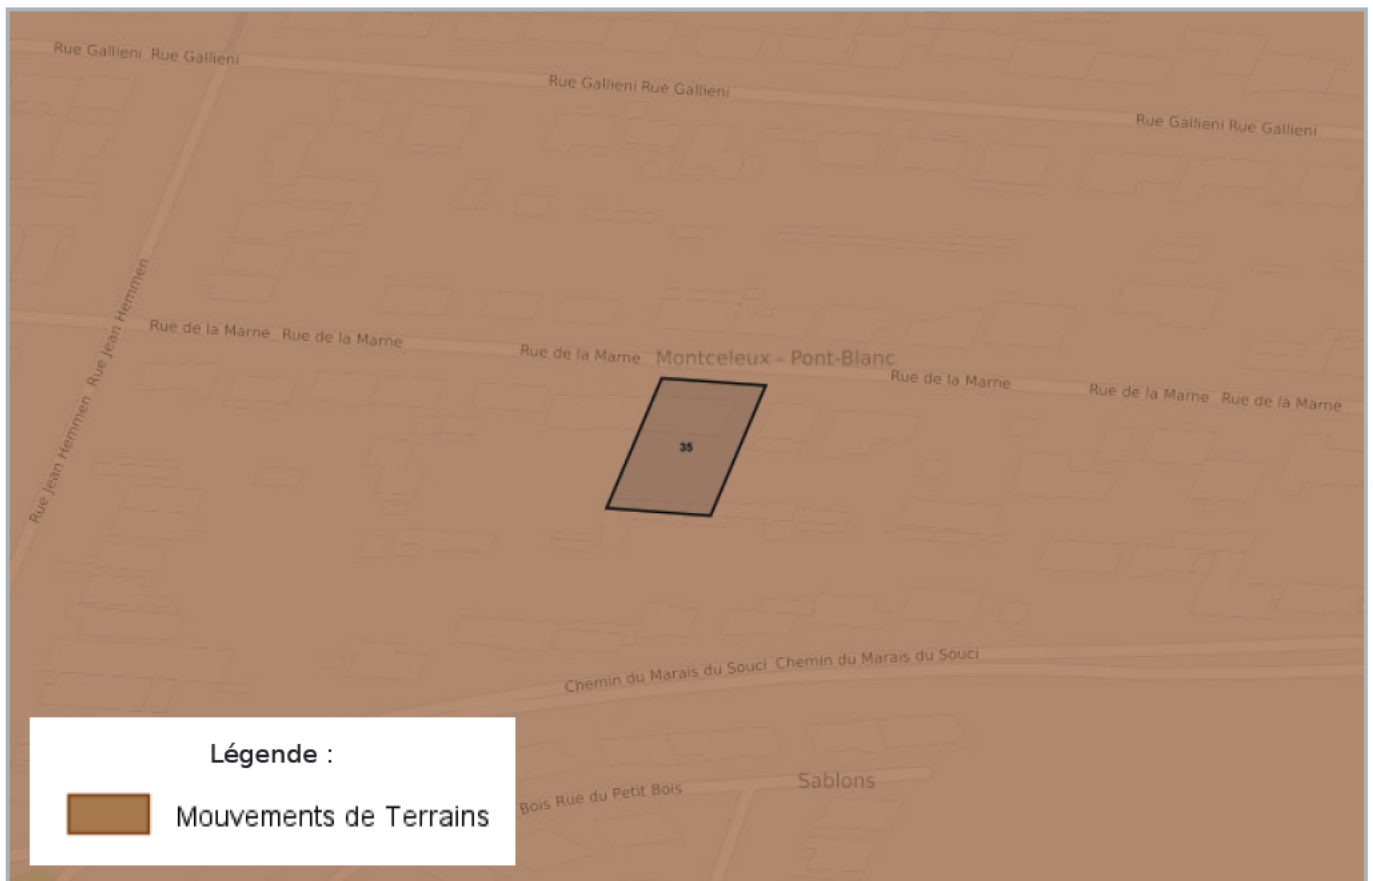 Rue Gallieni Rue Gallieni
Rue Gallieni Rue Gallieni
Rue Gallieni Rue Gallieni
Rue Jean Hemmen Rue Jean Hemmen
Rue de la Marne Rue de la Marne
Rue de la Marne
Montceleux - Pont-Blanc
Rue de la Marne
Rue de la Marne Rue de la Marne
35
Chemin du Marais du Souci Chemin du Marais du Souci
Bois Rue du Petit Bois
Sablons
Légende :
Mouvements de Terrains